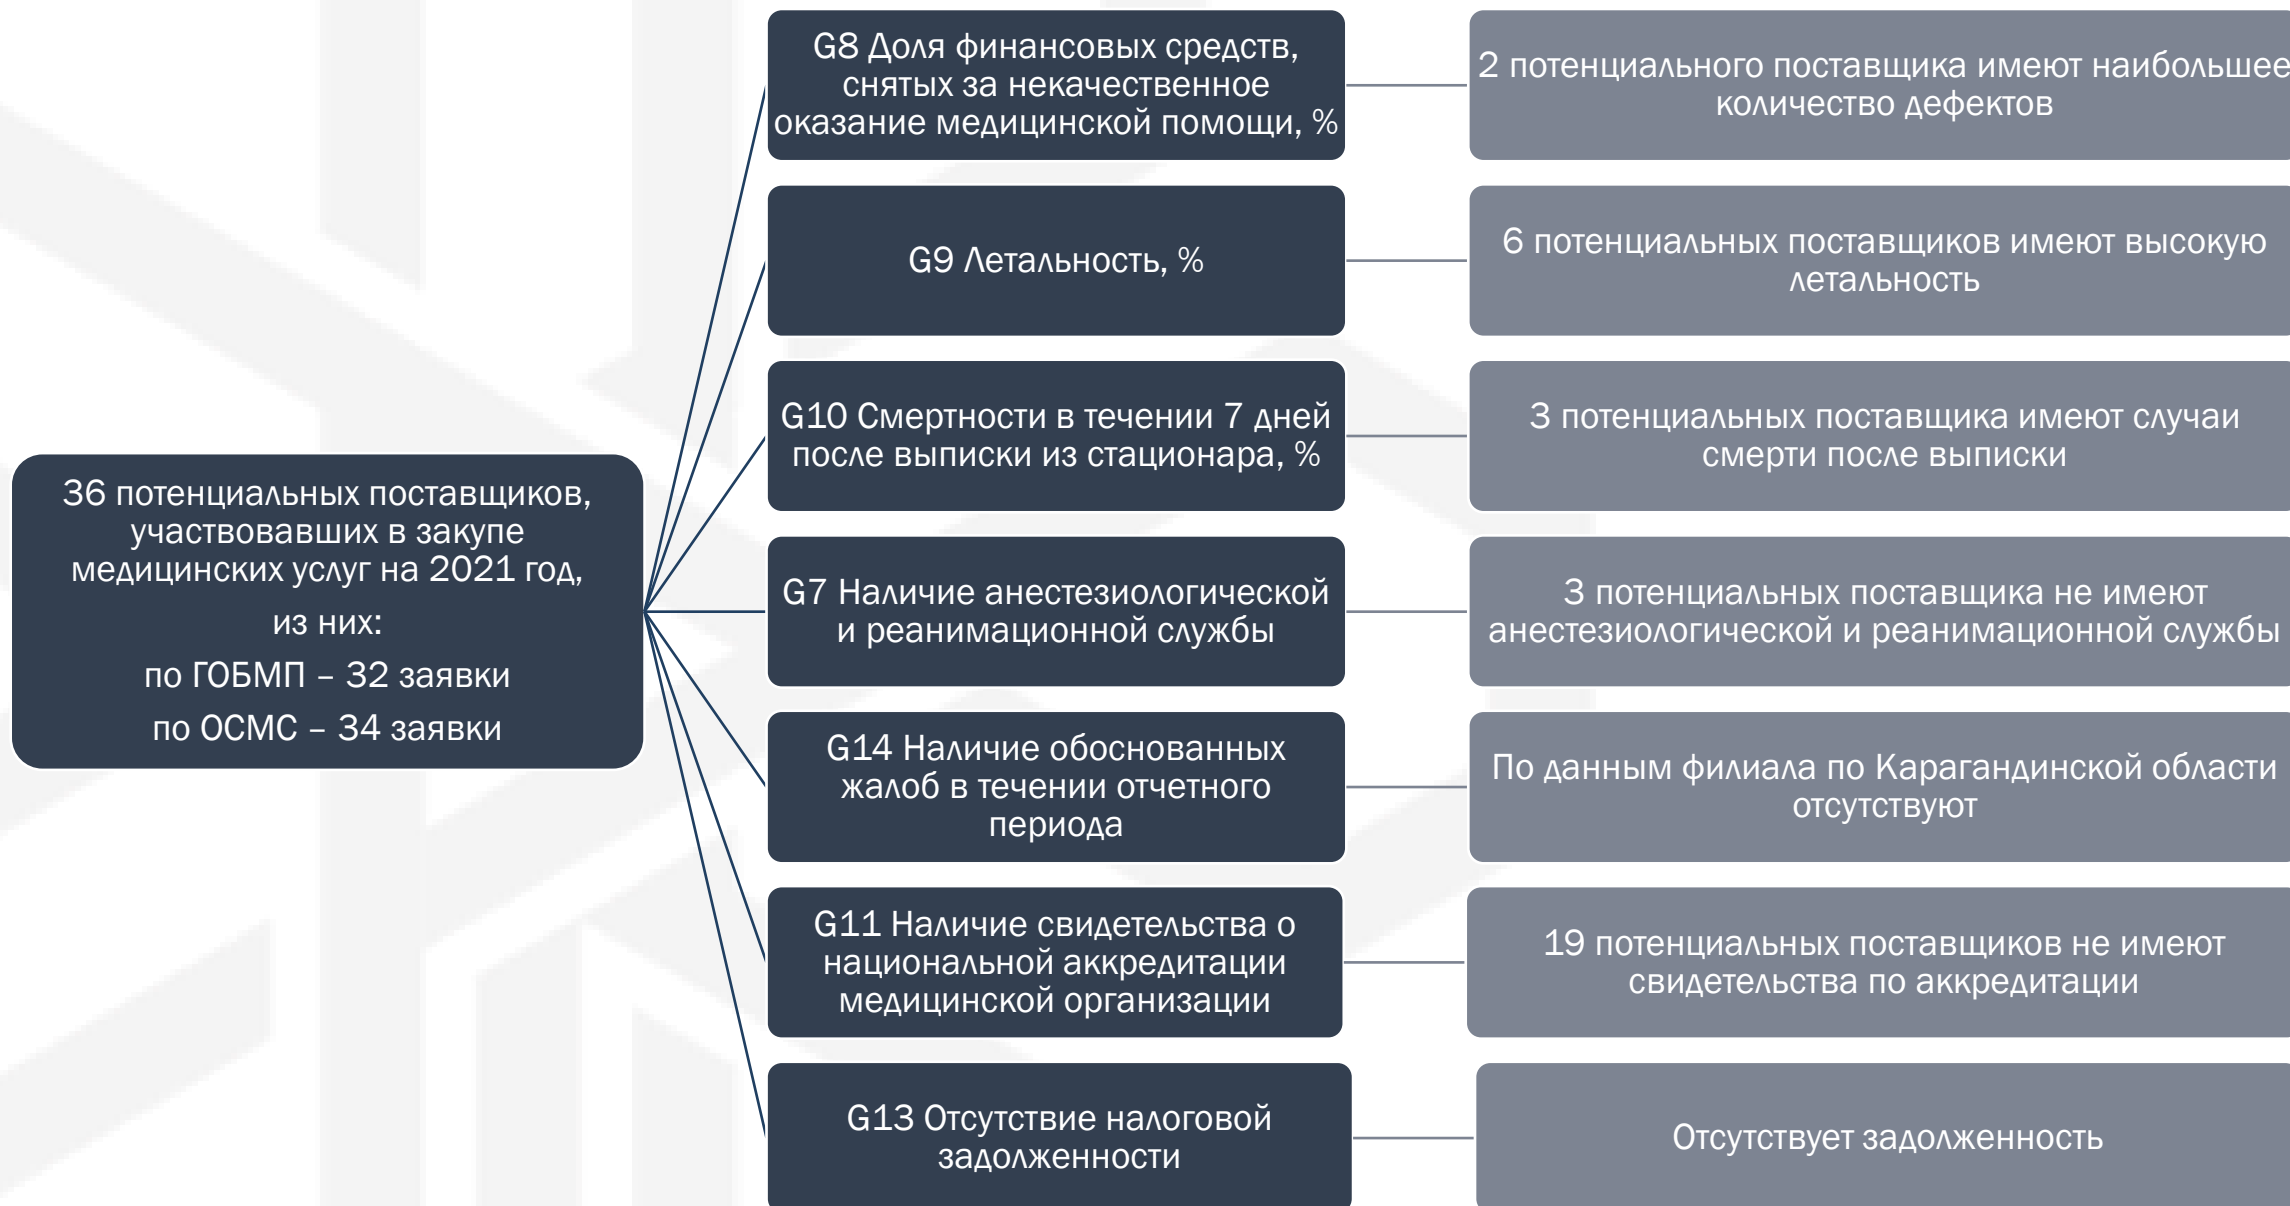 36 потенциальных поставщиков,
участвовавших в закупе
медицинских услуг на 2021 год,
из них:
по ГОБМП – 32 заявки
по ОСМС – 34 заявки
G8 Доля финансовых средств,
снятых за некачественное
оказание медицинской помощи, %
2 потенциального поставщика имеют наибольшее
количество дефектов
G9 Летальность, %
6 потенциальных поставщиков имеют высокую
летальность
G10 Смертности в течении 7 дней
после выписки из стационара, %
3 потенциальных поставщика имеют случаи
смерти после выписки
G7 Наличие анестезиологической
и реанимационной службы
3 потенциальных поставщика не имеют
анестезиологической и реанимационной службы
G14 Наличие обоснованных
жалоб в течении отчетного
периода
По данным филиала по Карагандинской области
отсутствуют
G11 Наличие свидетельства о
национальной аккредитации
медицинской организации
19 потенциальных поставщиков не имеют
свидетельства по аккредитации
G13 Отсутствие налоговой
задолженности
Отсутствует задолженность